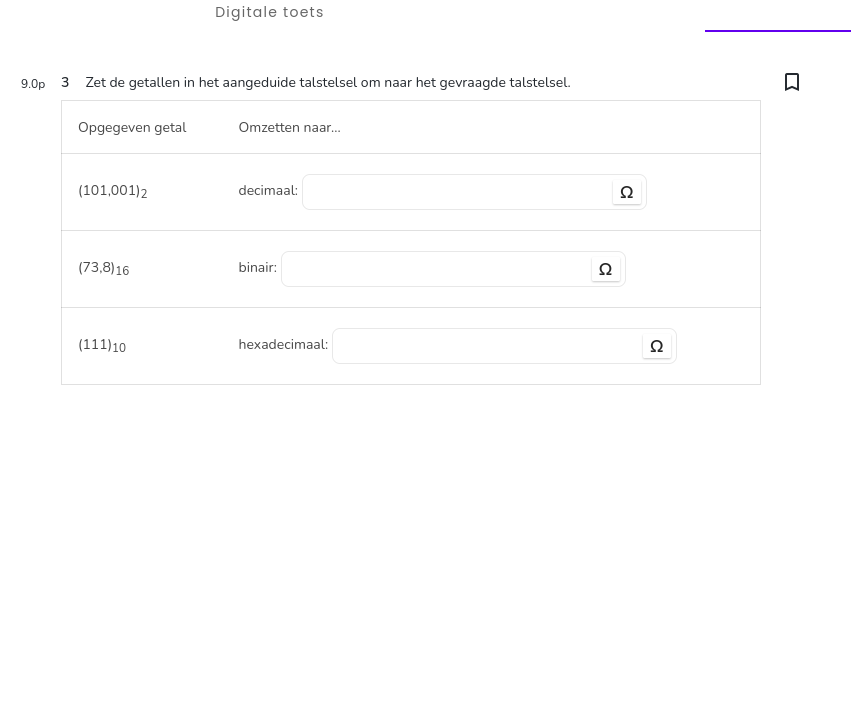 Digitale toets
9.0p 3 Zet de getallen in het aangeduide talstelsel om naar het gevraagde talstelsel.
Opgegeven getal Omzetten naar...
(101,001)2 decimaal: Ω
(73,8)16 binair: Ω
(111)10 hexadecimaal: Ω